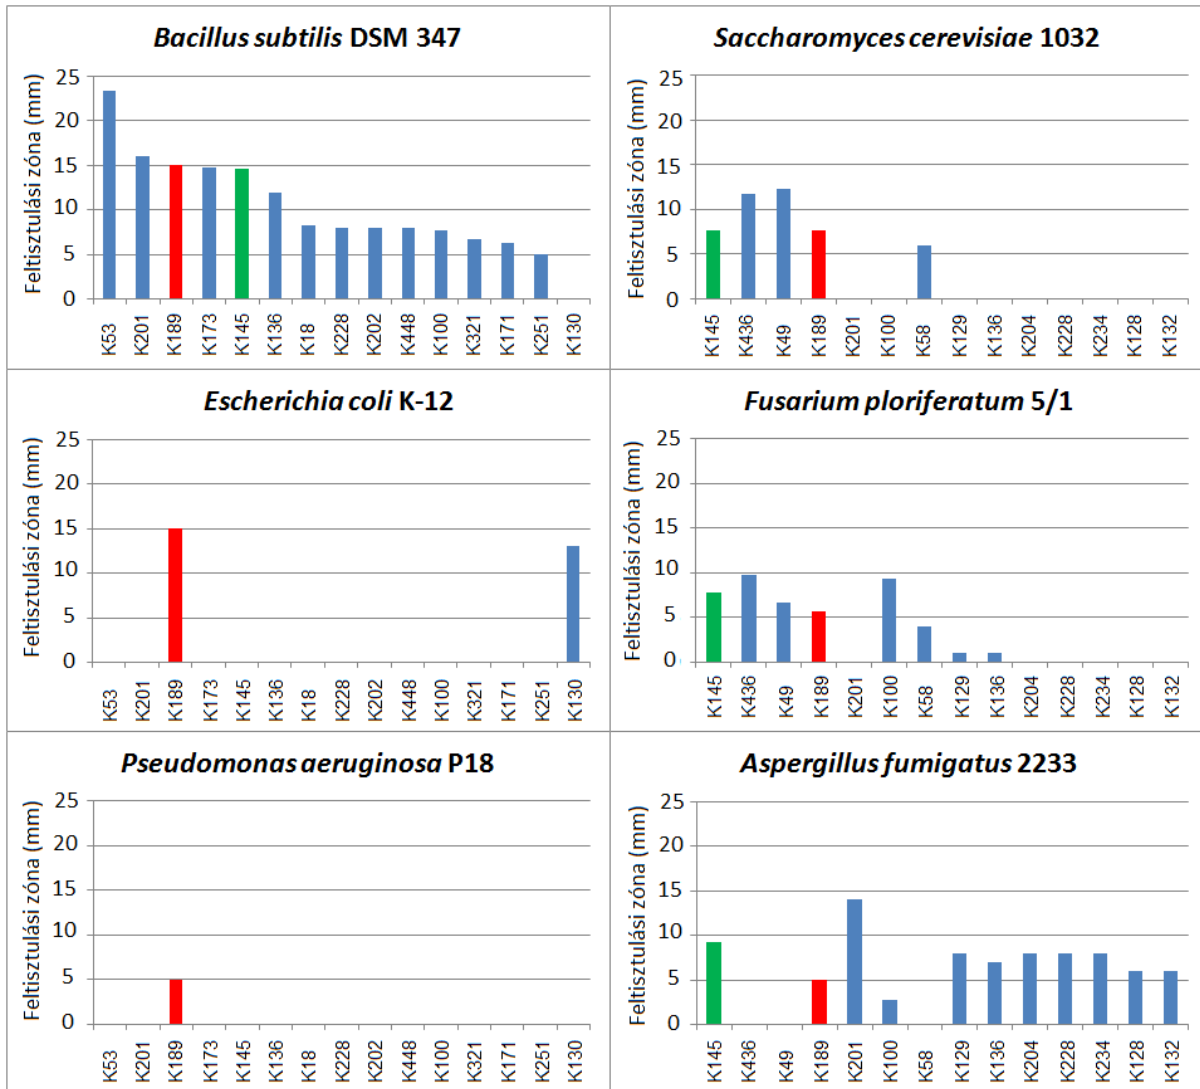 Bacillus subtilis DSM 347
Feltisztulási zóna (mm)
25
20
15
10
5
0
K53
K201
K189
K173
K145
K136
K18
K228
K202
K448
K100
K321
K171
K251
K130
Saccharomyces cerevisiae 1032
Feltisztulási zóna (mm)
25
20
15
10
5
0
K145
K436
K49
K189
K201
K100
K58
K129
K136
K204
K228
K234
K128
K132
Escherichia coli K-12
Feltisztulási zóna (mm)
25
20
15
10
5
0
K53
K201
K189
K173
K145
K136
K18
K228
K202
K448
K100
K321
K171
K251
K130
Fusarium ploriferatum 5/1
Feltisztulási zóna (mm)
25
20
15
10
5
0
K145
K436
K49
K189
K201
K100
K58
K129
K136
K204
K228
K234
K128
K132
Pseudomonas aeruginosa P18
Feltisztulási zóna (mm)
25
20
15
10
5
0
K53
K201
K189
K173
K145
K136
K18
K228
K202
K448
K100
K321
K171
K251
K130
Aspergillus fumigatus 2233
Feltisztulási zóna (mm)
25
20
15
10
5
0
K145
K436
K49
K189
K201
K100
K58
K129
K136
K204
K228
K234
K128
K132